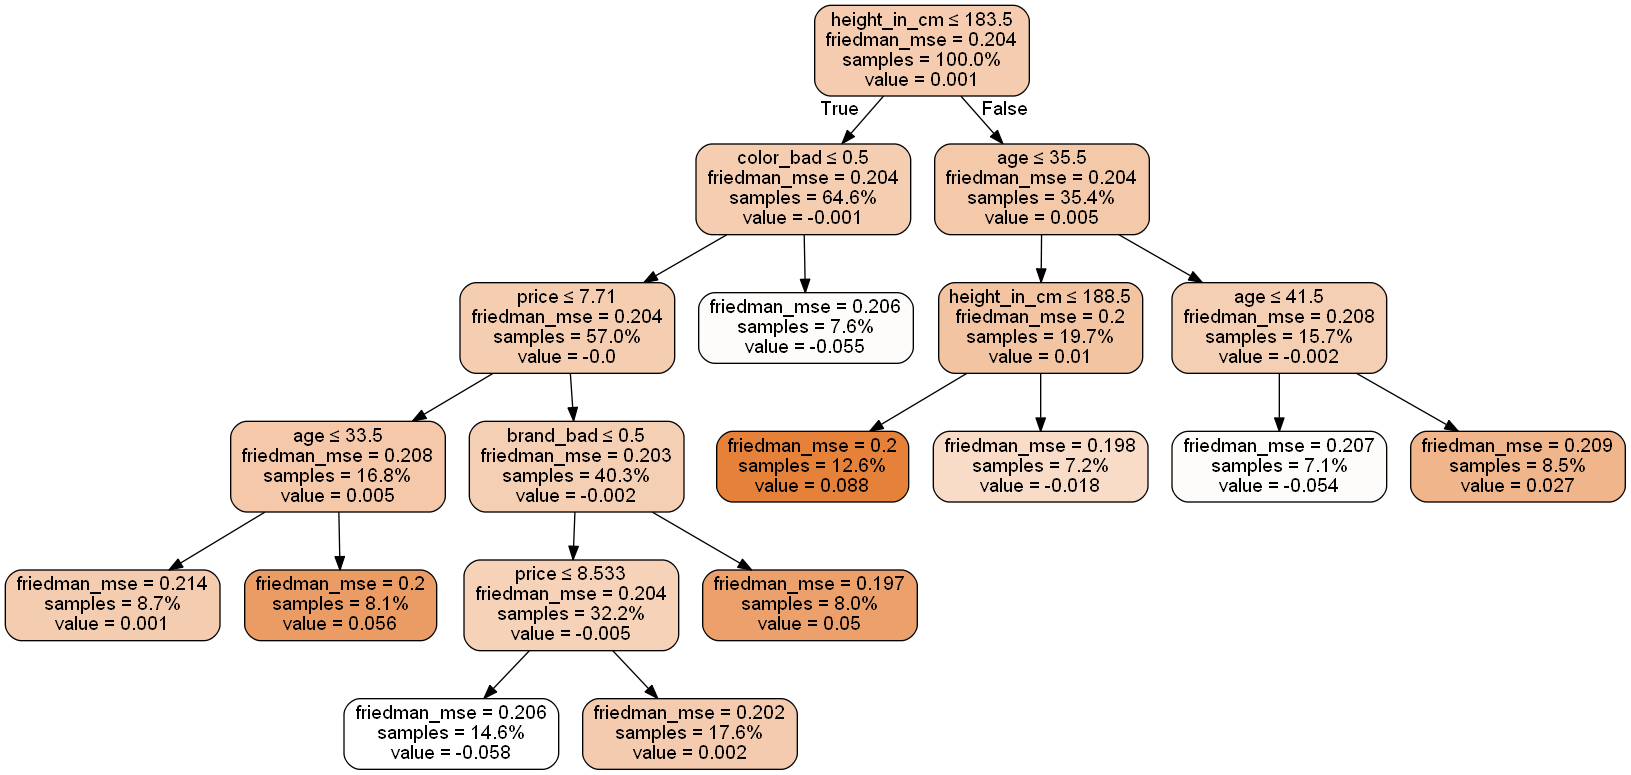 height_in_cm ≤ 183.5
friedman_mse = 0.204
samples = 100.0%
value = 0.001
True
False
color_bad ≤ 0.5
friedman_mse = 0.204
samples = 64.6%
value = -0.001
age ≤ 35.5
friedman_mse = 0.204
samples = 35.4%
value = 0.005
price ≤ 7.71
friedman_mse = 0.204
samples = 57.0%
value = -0.0
friedman_mse = 0.206
samples = 7.6%
value = -0.055
height_in_cm ≤ 188.5
friedman_mse = 0.2
samples = 19.7%
value = 0.01
age ≤ 41.5
friedman_mse = 0.208
samples = 15.7%
value = -0.002
age ≤ 33.5
friedman_mse = 0.208
samples = 16.8%
value = 0.005
brand_bad ≤ 0.5
friedman_mse = 0.203
samples = 40.3%
value = -0.002
friedman_mse = 0.2
samples = 12.6%
value = 0.088
friedman_mse = 0.198
samples = 7.2%
value = -0.018
friedman_mse = 0.207
samples = 7.1%
value = -0.054
friedman_mse = 0.209
samples = 8.5%
value = 0.027
friedman_mse = 0.214
samples = 8.7%
value = 0.001
friedman_mse = 0.2
samples = 8.1%
value = 0.056
price ≤ 8.533
friedman_mse = 0.204
samples = 32.2%
value = -0.005
friedman_mse = 0.197
samples = 8.0%
value = 0.05
friedman_mse = 0.206
samples = 14.6%
value = -0.058
friedman_mse = 0.202
samples = 17.6%
value = 0.002